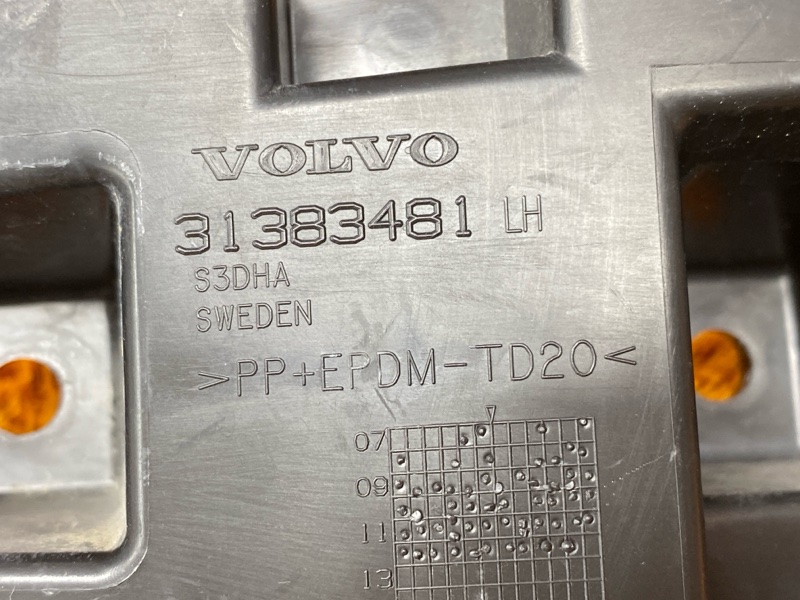 VOLVO
31383481 LH
S3DHA
SWEDEN
>PP+EPDM-TD20<
07
09
11
13